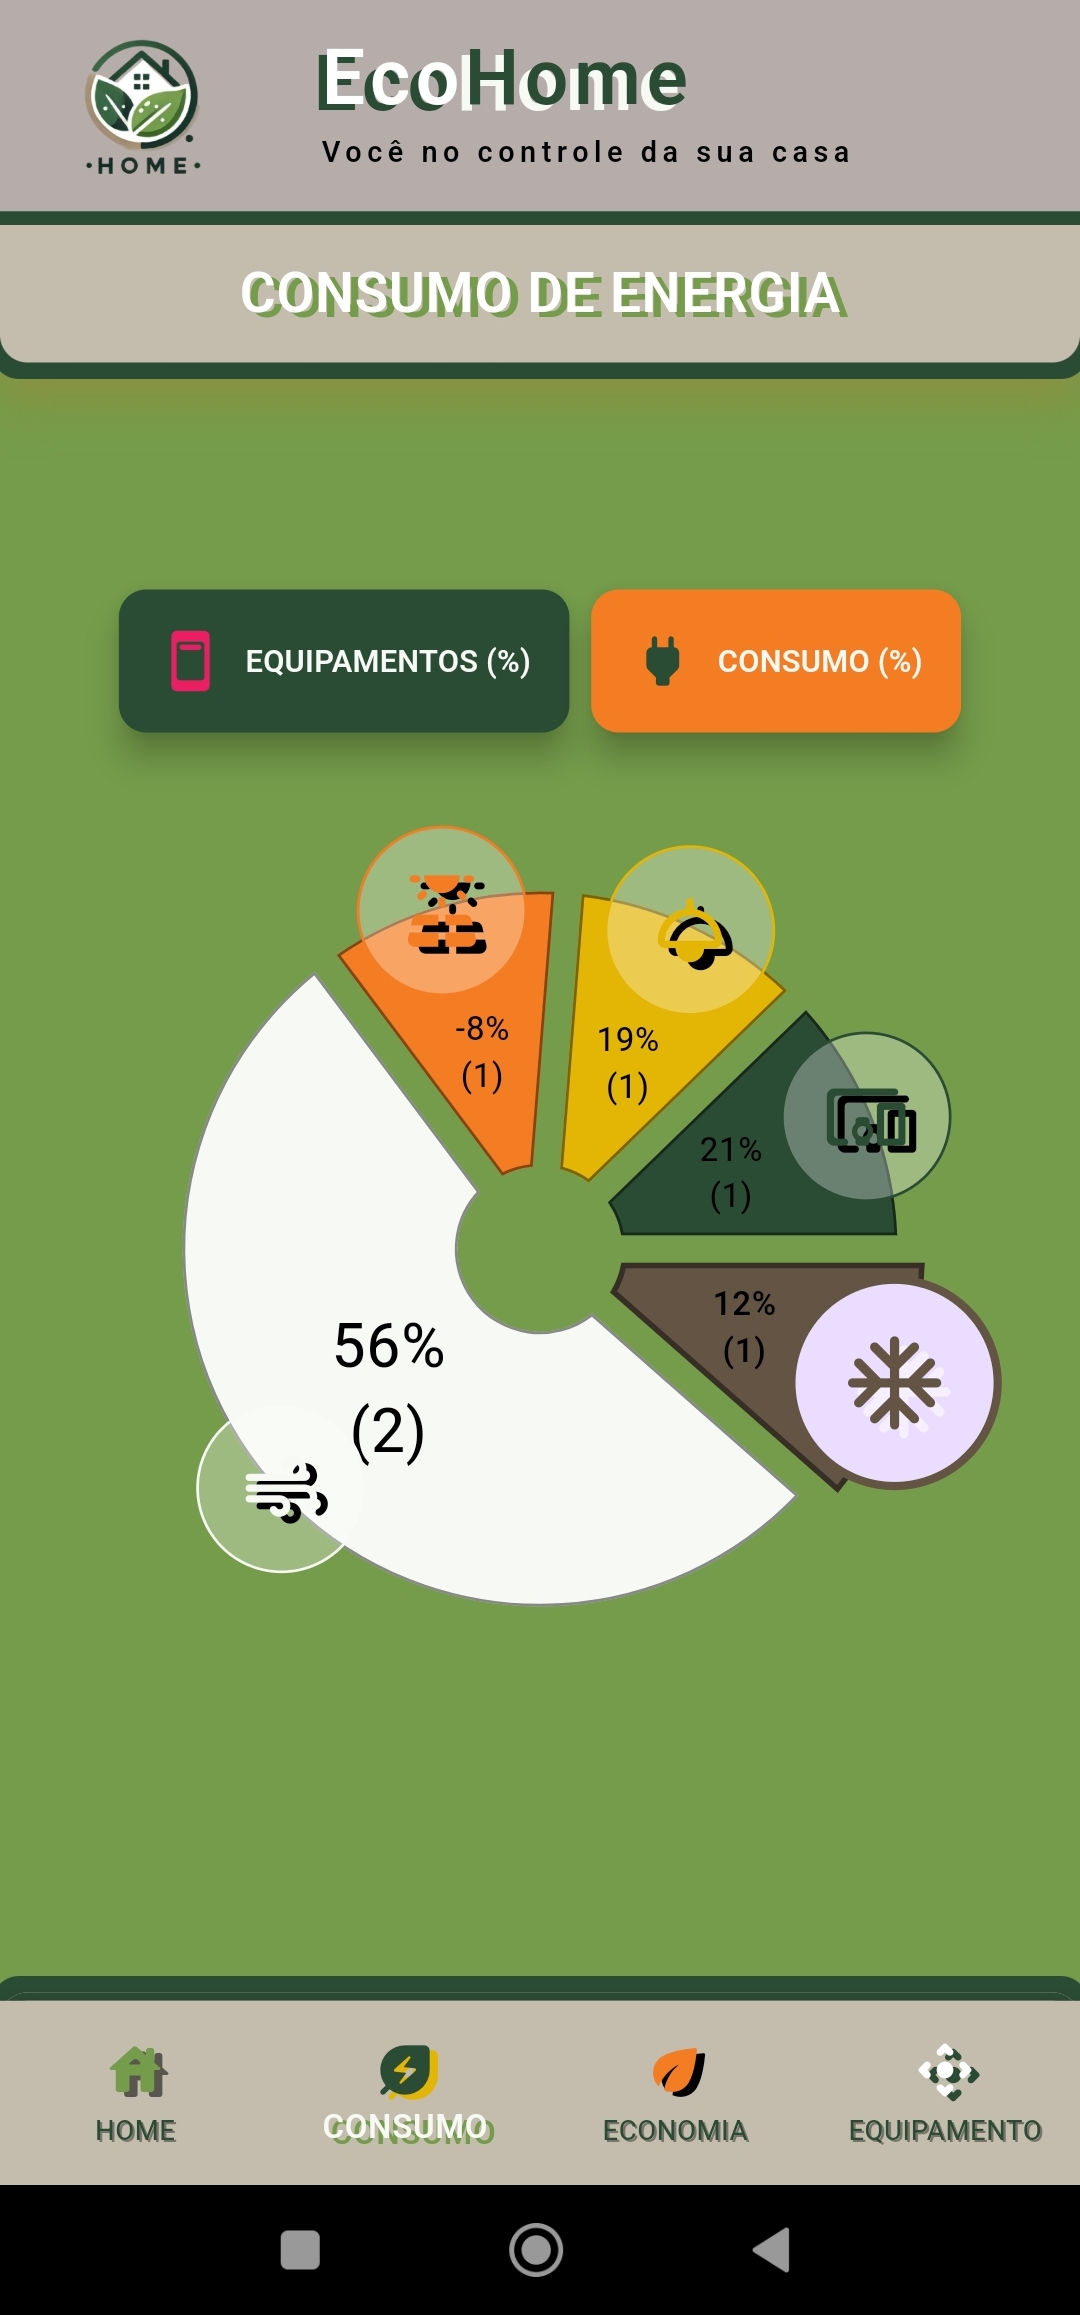 EcoHome
Você no controle da sua casa
·HOME·
CONSUMO DE ENERGIA
EQUIPAMENTOS (%)
CONSUMO (%)
-8%
(1)
19%
(1)
21%
(1)
12%
(1)
56%
(2)
HOME
CONSUMO
ECONOMIA
EQUIPAMENTO